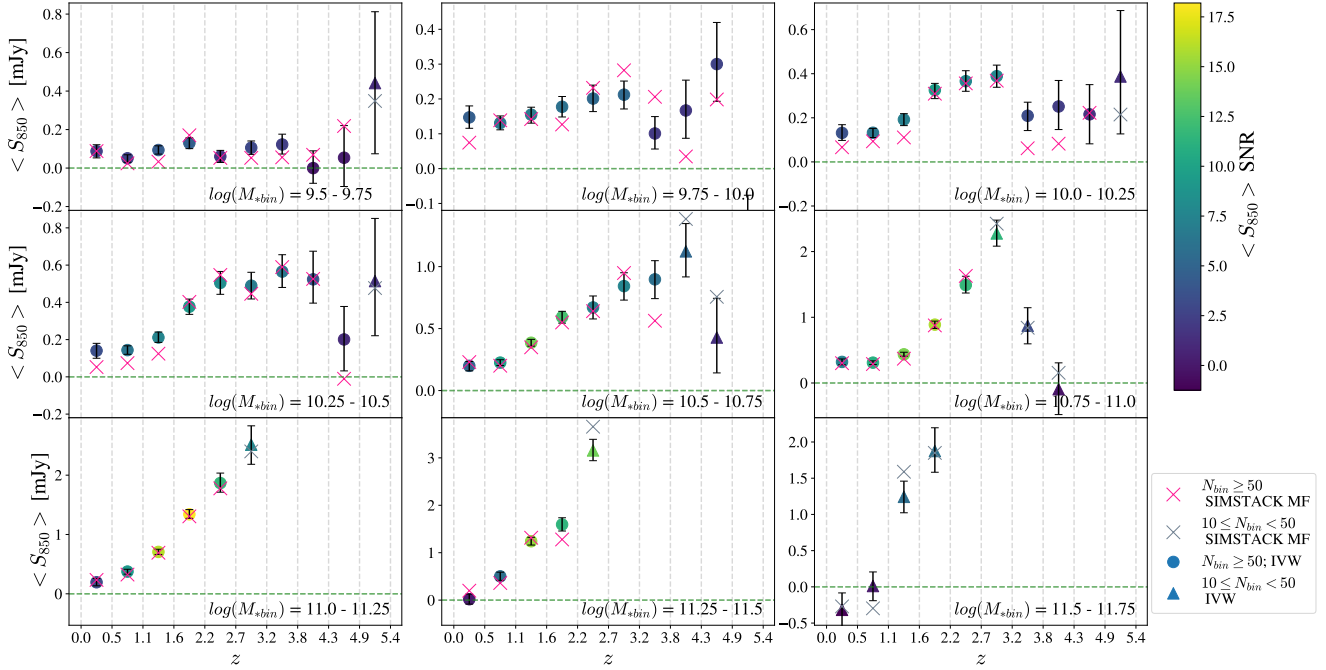 0.8
0.6
0.4
0.2
0.0
−0.2
< S850 > [mJy]
log(M∗bin) = 9.5 - 9.75
0.4
0.3
0.2
0.1
0.0
−0.1
log(M∗bin) = 9.75 - 10.0
0.6
0.4
0.2
0.0
−0.2
log(M∗bin) = 10.0 - 10.25
17.5
15.0
12.5
10.0
7.5
5.0
2.5
0.0
< S850 > SNR
0.8
0.6
0.4
0.2
0.0
−0.2
< S850 > [mJy]
log(M∗bin) = 10.25 - 10.5
1.0
0.5
0.0
log(M∗bin) = 10.5 - 10.75
2
1
0
log(M∗bin) = 10.75 - 11.0
2
1
0
< S850 > [mJy]
log(M∗bin) = 11.0 - 11.25
0.0 0.5 1.1 1.6 2.2 2.7 3.2 3.8 4.3 4.9 5.4
z
3
2
1
0
log(M∗bin) = 11.25 - 11.5
0.0 0.5 1.1 1.6 2.2 2.7 3.2 3.8 4.3 4.9 5.4
z
2.0
1.5
1.0
0.5
0.0
−0.5
log(M∗bin) = 11.5 - 11.75
0.0 0.5 1.1 1.6 2.2 2.7 3.2 3.8 4.3 4.9 5.4
z
Nbin ≥ 50
SIMSTACK MF
10 ≤ Nbin < 50
SIMSTACK MF
Nbin ≥ 50; IVW
10 ≤ Nbin < 50
IVW